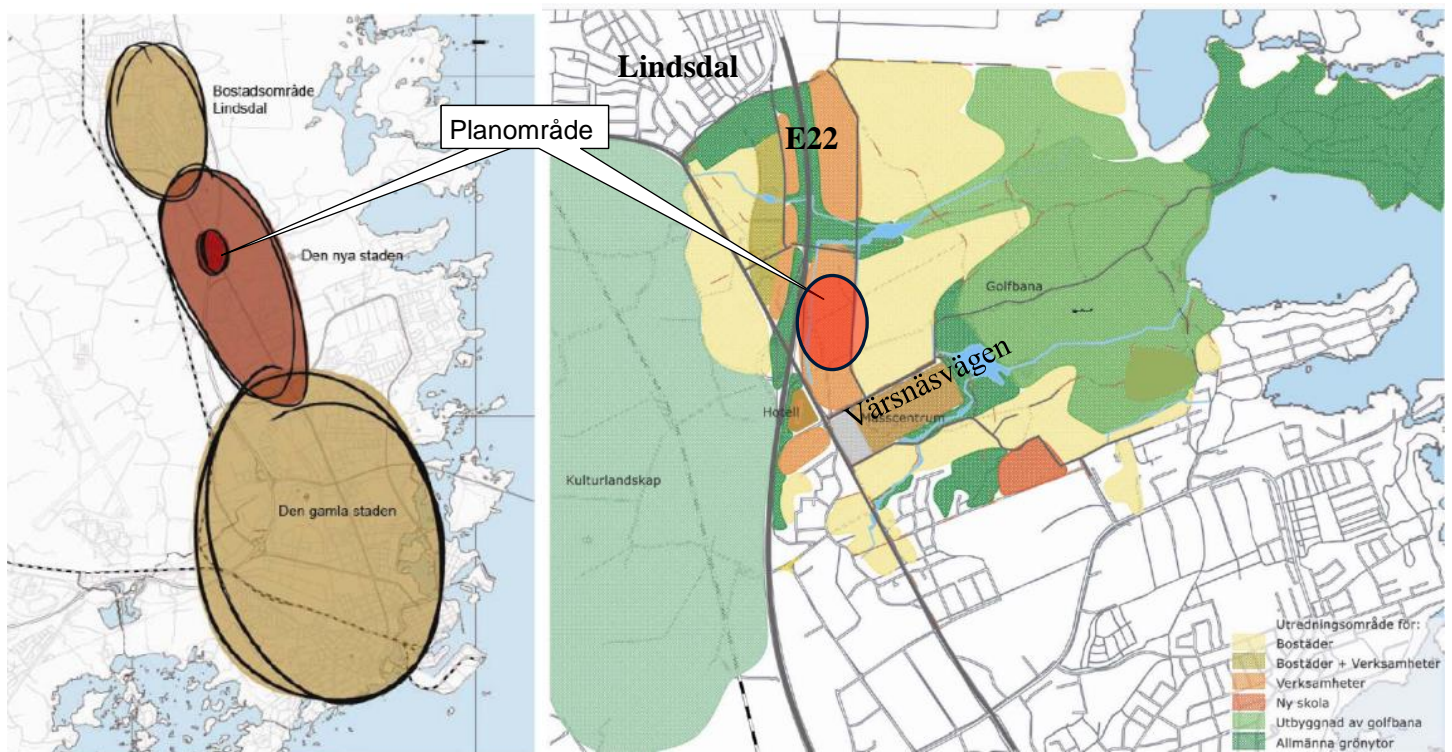 Bostadsområde
Lindsdal
Planområde
Den nya staden
Den gamla staden
Lindsdal
E22
Golfbana
Värsnäsvägen
Hotell
Mässcentrum
Kulturlandskap
Utredningsområde för:
Bostäder
Bostäder + Verksamheter
Verksamheter
Ny skola
Utbyggnad av golfbana
Allmänna grönytor